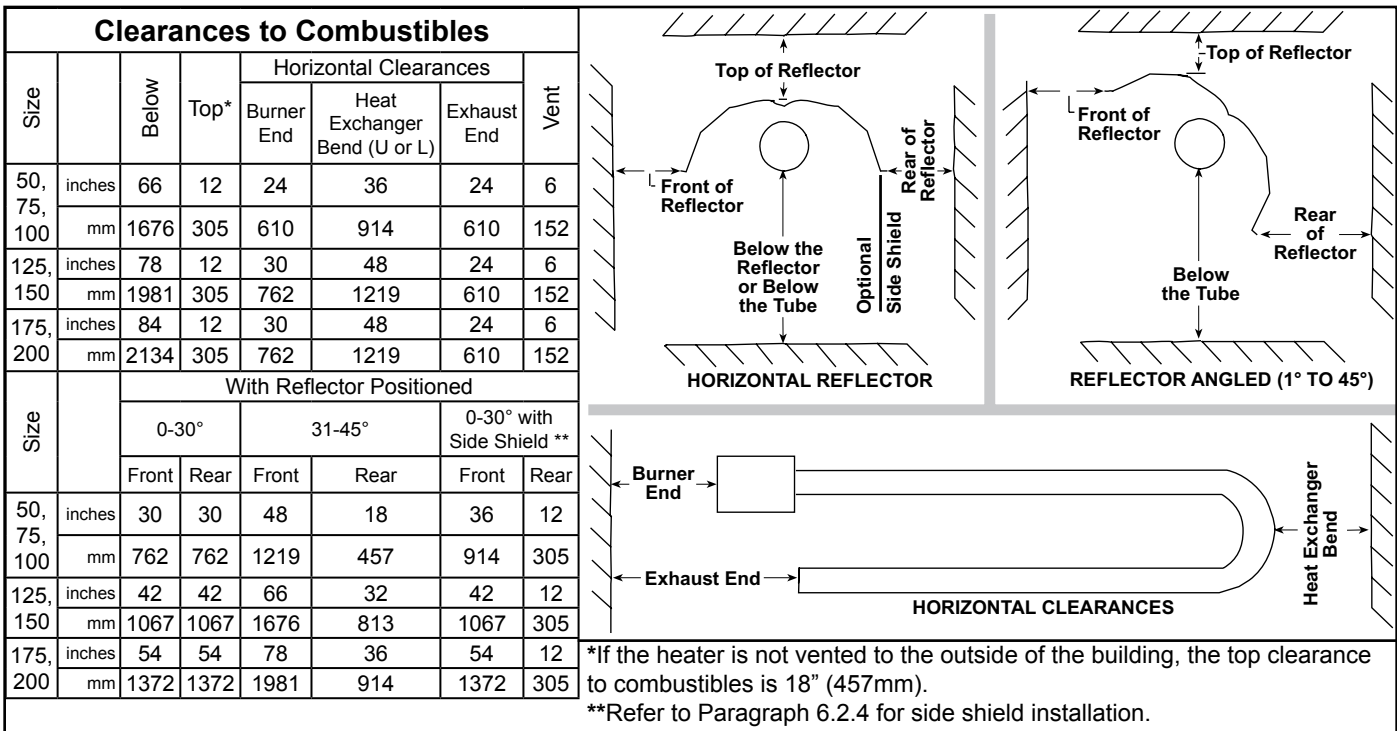 Clearances to Combustibles
Size Below Top* Horizontal Clearances Vent
Burner End Heat Exchanger Bend (U or L) Exhaust End
50, 75, 100 inches 66 12 24 36 24 6
mm 1676 305 610 914 610 152
125, 150 inches 78 12 30 48 24 6
mm 1981 305 762 1219 610 152
175, 200 inches 84 12 30 48 24 6
mm 2134 305 762 1219 610 152
Size With Reflector Positioned
0-30° 31-45° 0-30° with Side Shield **
Front Rear Front Rear Front Rear
50, 75, 100 inches 30 30 48 18 36 12
mm 762 762 1219 457 914 305
125, 150 inches 42 42 66 32 42 12
mm 1067 1067 1676 813 1067 305
175, 200 inches 54 54 78 36 54 12
mm 1372 1372 1981 914 1372 305
Top of Reflector
Front of
Reflector
Rear of
Reflector
Below the
Reflector
or Below
the Tube
Optional
Side Shield
HORIZONTAL REFLECTOR
Top of Reflector
Front of
Reflector
Rear
of
Reflector
Below
the Tube
REFLECTOR ANGLED (1° TO 45°)
Burner
End
Exhaust End
Heat Exchanger
Bend
HORIZONTAL CLEARANCES
*If the heater is not vented to the outside of the building, the top clearance
to combustibles is 18” (457mm).
**Refer to Paragraph 6.2.4 for side shield installation.